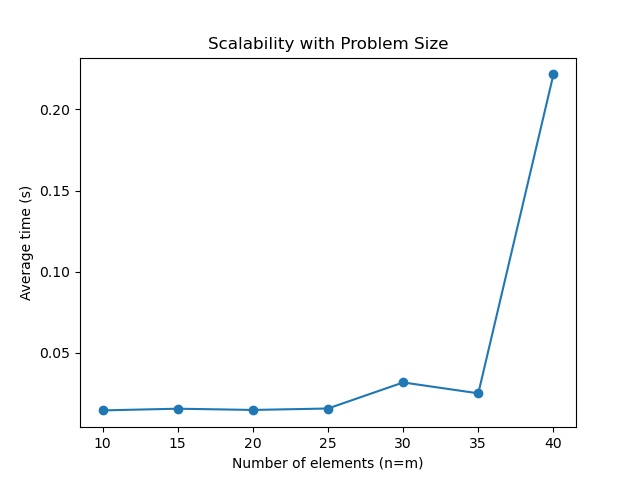 Scalability with Problem Size
Average time (s)
0.20
0.15
0.10
0.05
10 15 20 25 30 35 40
Number of elements (n=m)